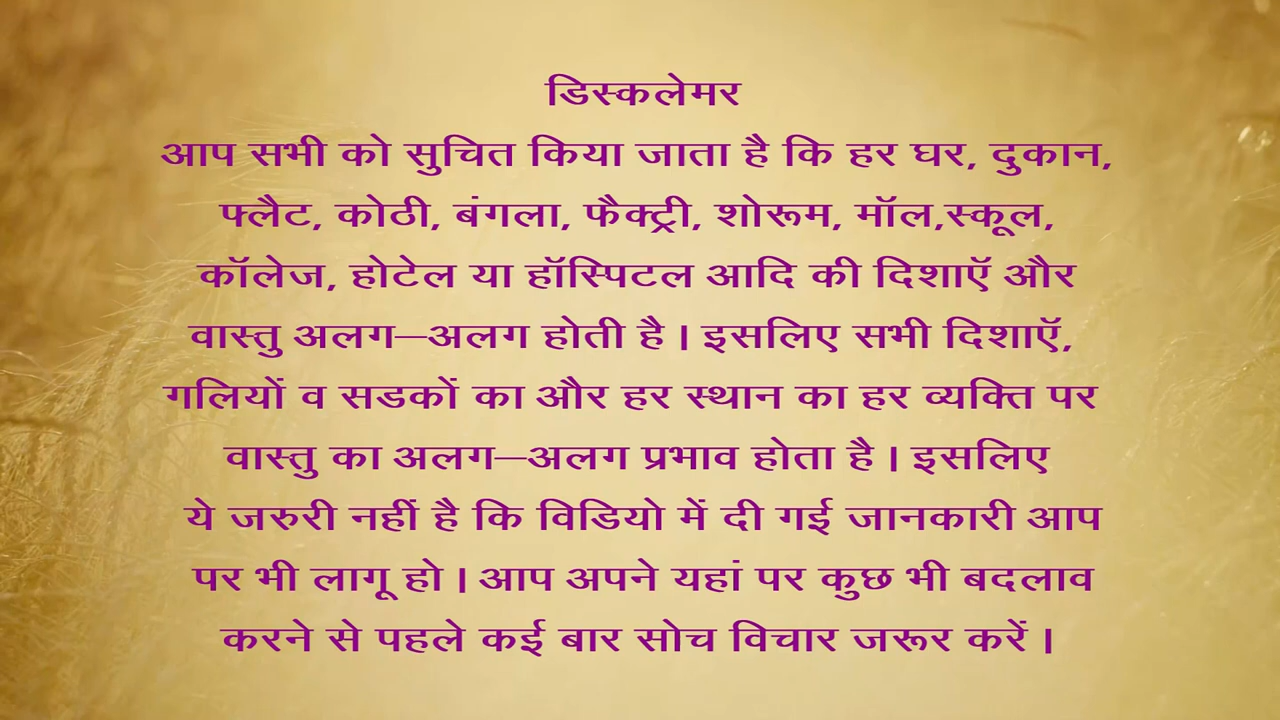 डिस्कलेमर
आप सभी को सुचित किया जाता है कि हर घर, दुकान,
फ्लैट, कोठी, बंगला, फैक्ट्री, शोरूम, मॉल,स्कूल,
कॉलेज, होटेल या हॉस्पिटल आदि की दिशाऍ और
वास्तु अलग–अलग होती है । इसलिए सभी दिशाऍ,
गलियों व सडकों का और हर स्थान का हर व्यक्ति पर
वास्तु का अलग–अलग प्रभाव होता है । इसलिए
ये जरुरी नहीं है कि विडियो में दी गई जानकारी आप
पर भी लागू हो । आप अपने यहां पर कुछ भी बदलाव
करने से पहले कई बार सोच विचार जरूर करें ।